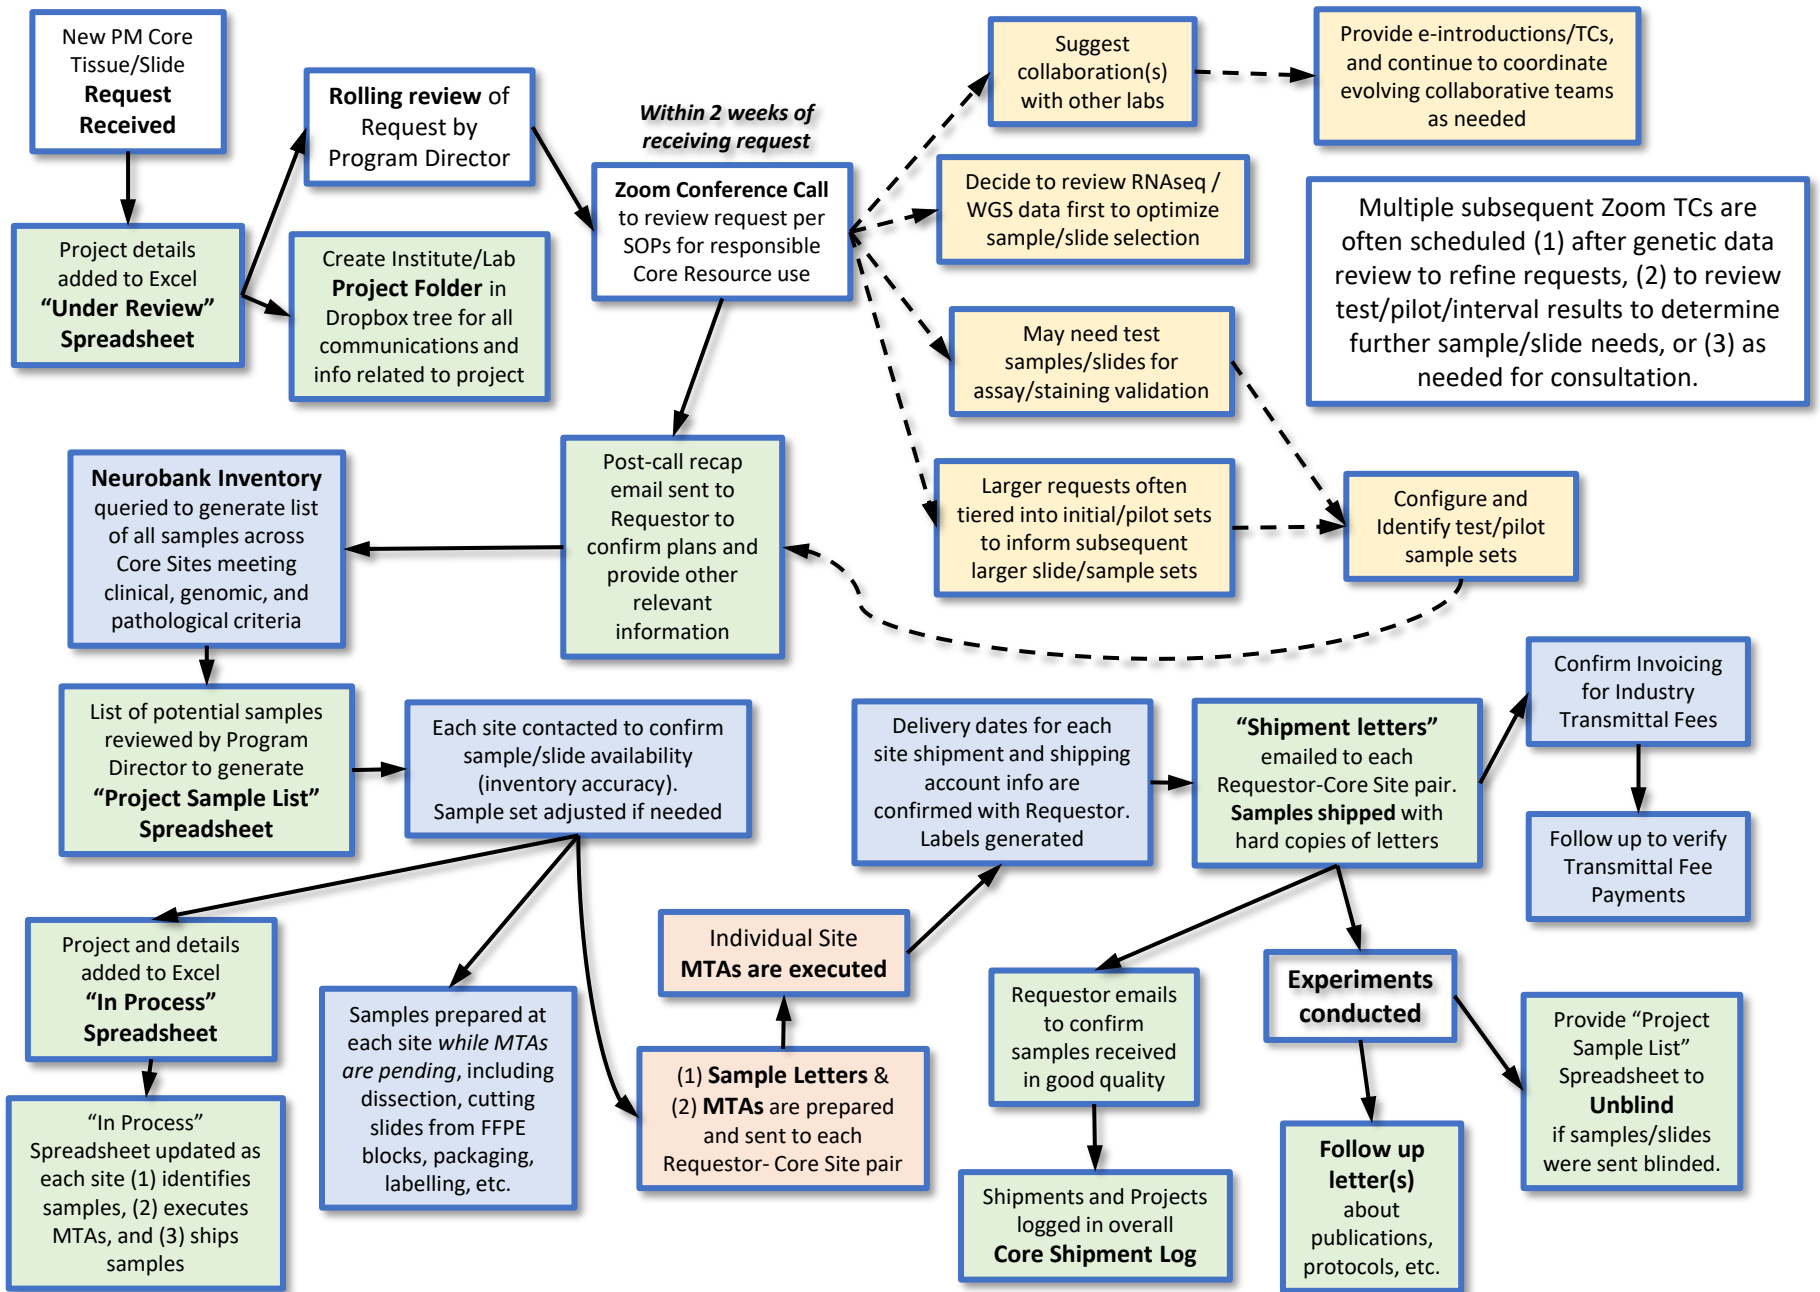 New PM Core
Tissue/Slide
Request
Received
Rolling review of
Request by
Program Director
Within 2 weeks of
receiving request
Zoom Conference Call
to review request per
SOPs for responsible
Core Resource use
Suggest
collaboration(s)
with other labs
Provide e-introductions/TCs,
and continue to coordinate
evolving collaborative teams
as needed
Decide to review RNAseq /
WGS data first to optimize
sample/slide selection
Multiple subsequent Zoom TCs are
often scheduled (1) after genetic data
review to refine requests, (2) to review
test/pilot/interval results to determine
further sample/slide needs, or (3) as
needed for consultation.
Project details
added to Excel
“Under Review”
Spreadsheet
Create Institute/Lab
Project Folder in
Dropbox tree for all
communications and
info related to project
May need test
samples/slides for
assay/staining validation
Neurobank Inventory
queried to generate list
of all samples across
Core Sites meeting
clinical, genomic, and
pathological criteria
Post-call recap
email sent to
Requestor to
confirm plans and
provide other
relevant
information
Larger requests often
tiered into initial/pilot sets
to inform subsequent
larger slide/sample sets
Configure and
Identify test/pilot
sample sets
List of potential samples
reviewed by Program
Director to generate
“Project Sample List”
Spreadsheet
Each site contacted to confirm
sample/slide availability
(inventory accuracy).
Sample set adjusted if needed
Delivery dates for each
site shipment and shipping
account info are
confirmed with Requestor.
Labels generated
“Shipment letters”
emailed to each
Requestor-Core Site pair.
Samples shipped with
hard copies of letters
Confirm Invoicing
for Industry
Transmittal Fees
Follow up to verify
Transmittal Fee
Payments
Project and details
added to Excel
“In Process”
Spreadsheet
Samples prepared at
each site while MTAs
are pending, including
dissection, cutting
slides from FFPE
blocks, packaging,
labelling, etc.
Individual Site
MTAs are executed
(1) Sample Letters &
(2) MTAs are prepared
and sent to each
Requestor- Core Site pair
Requestor emails
to confirm
samples received
in good quality
Experiments
conducted
Provide “Project
Sample List”
Spreadsheet to
Unblind
if samples/slides
were sent blinded.
“In Process”
Spreadsheet updated as
each site (1) identifies
samples, (2) executes
MTAs, and (3) ships
samples
Shipments and Projects
logged in overall
Core Shipment Log
Follow up
letter(s)
about
publications,
protocols, etc.